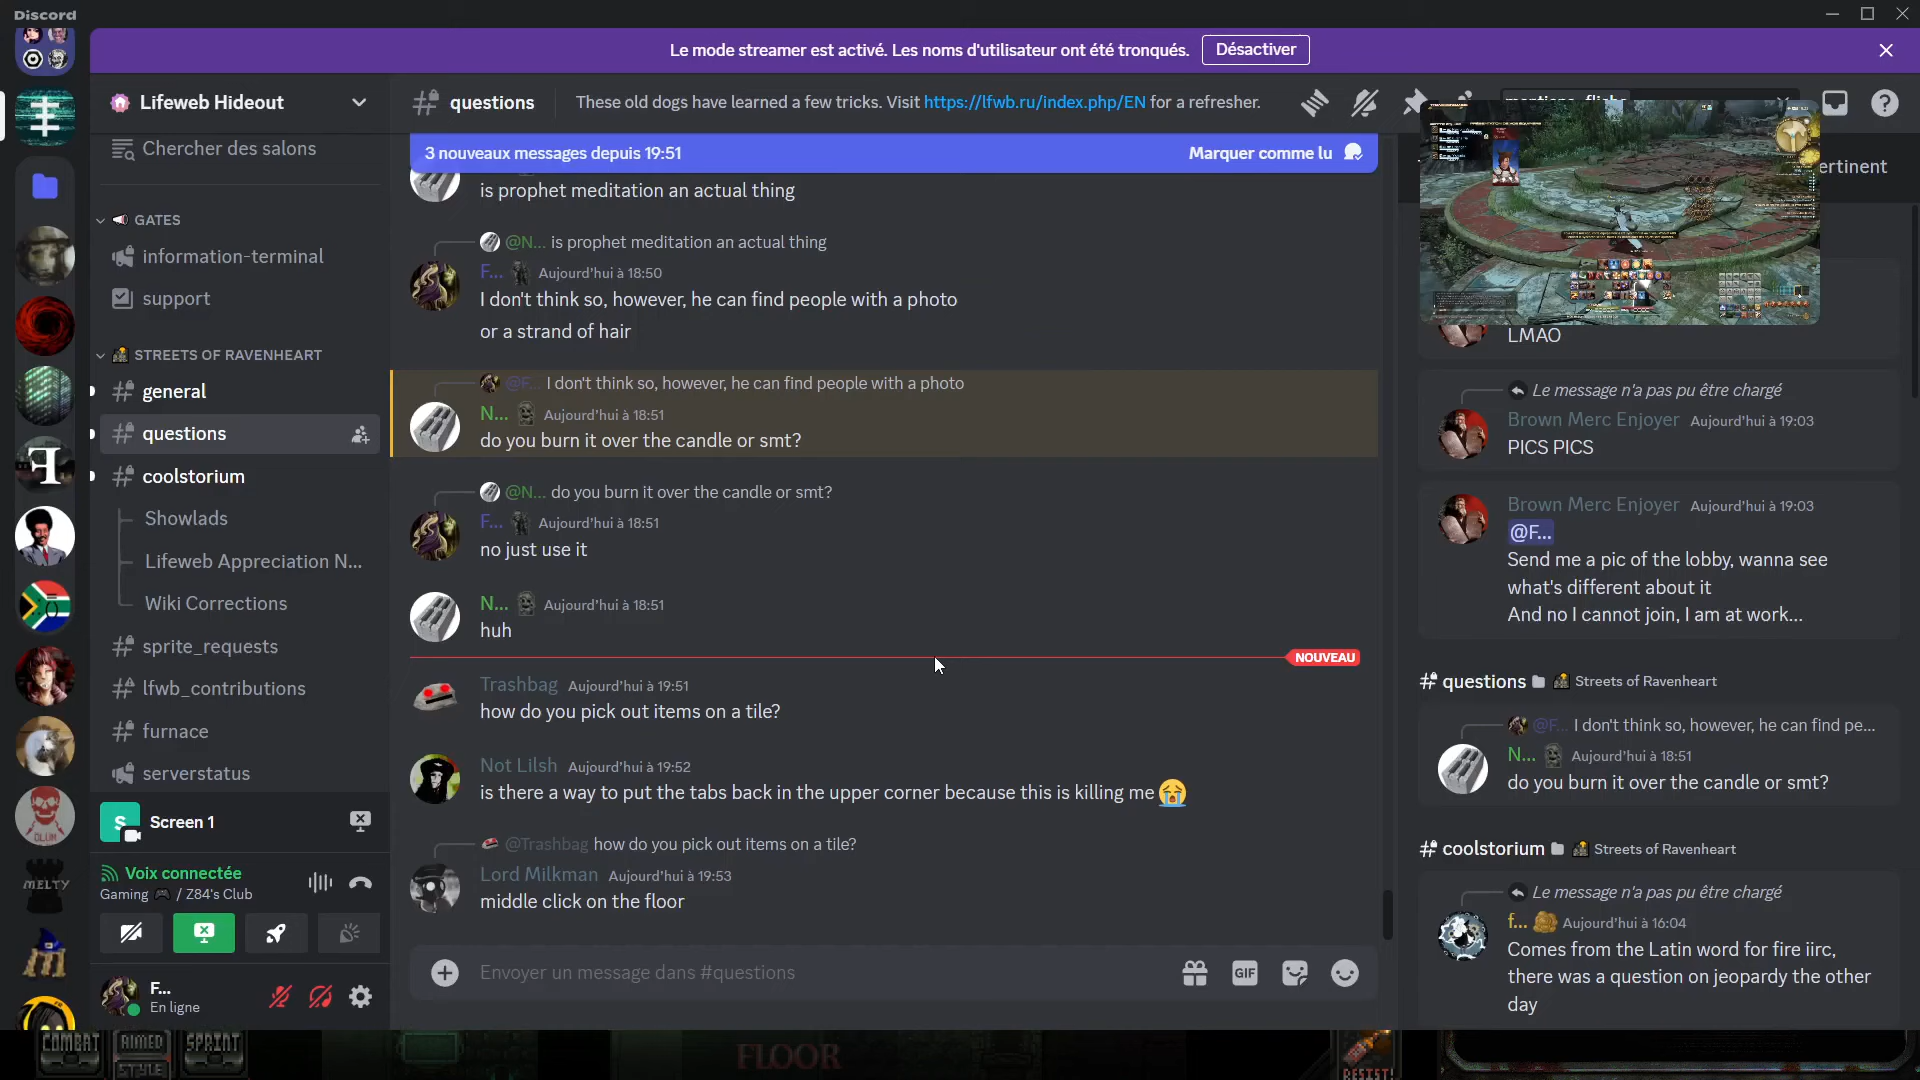 Discord
Le mode streamer est activé. Les noms d'utilisateur ont été tronqués.
Désactiver
Lifeweb Hideout
questions
These old dogs have learned a few tricks. Visit https://lfwb.ru/index.php/EN for a refresher.
Chercher des salons
GATES
information-terminal
support
STREETS OF RAVENHEART
general
questions
coolstorium
Showlads
Lifeweb Appreciation N...
Wiki Corrections
sprite_requests
lfwb_contributions
furnace
serverstatus
S
Screen 1
Voix connectée
Gaming 🎮 / Z84's Club
F...
En ligne
3 nouveaux messages depuis 19:51
Marquer comme lu
is prophet meditation an actual thing
@N... is prophet meditation an actual thing
F... Aujourd'hui à 18:50
I don't think so, however, he can find people with a photo
or a strand of hair
@F... I don't think so, however, he can find people with a photo
N... Aujourd'hui à 18:51
do you burn it over the candle or smt?
@N... do you burn it over the candle or smt?
F... Aujourd'hui à 18:51
no just use it
N... Aujourd'hui à 18:51
huh
NOUVEAU
Trashbag Aujourd'hui à 19:51
how do you pick out items on a tile?
Not Lilsh Aujourd'hui à 19:52
is there a way to put the tabs back in the upper corner because this is killing me 😭
@Trashbag how do you pick out items on a tile?
Lord Milkman Aujourd'hui à 19:53
middle click on the floor
Envoyer un message dans #questions
GIF
ertinent
LMAO
Le message n'a pas pu être chargé
Brown Merc Enjoyer Aujourd'hui à 19:03
PICS PICS
Brown Merc Enjoyer Aujourd'hui à 19:03
@F...
Send me a pic of the lobby, wanna see
what's different about it
And no I cannot join, I am at work...
questions Streets of Ravenheart
@F... I don't think so, however, he can find pe...
N... Aujourd'hui à 18:51
do you burn it over the candle or smt?
coolstorium Streets of Ravenheart
Le message n'a pas pu être chargé
f... Aujourd'hui à 16:04
Comes from the Latin word for fire iirc,
there was a question on jeopardy the other
day
MELTY
COMBAT
AIMED
STYLE
SPRINT
FLOOR
RESIST!